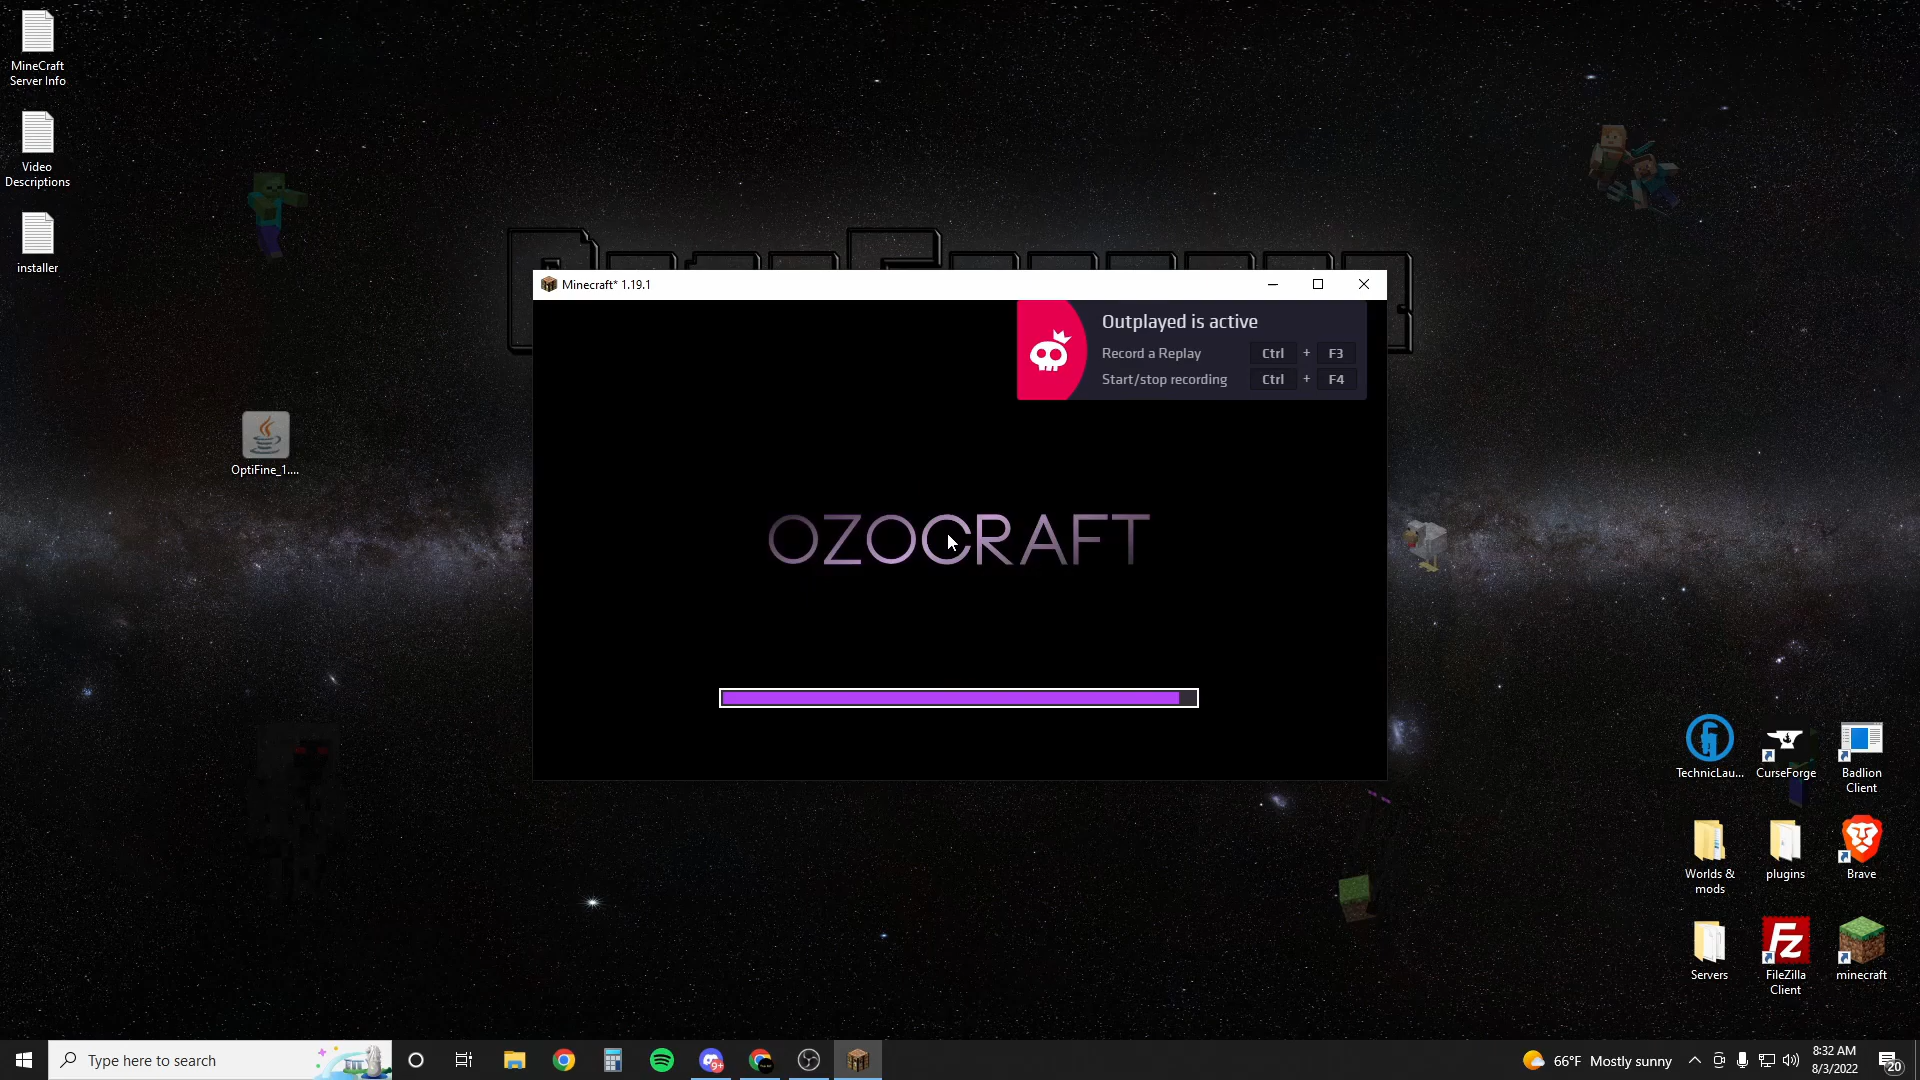 MineCraft
Server Info
Video
Descriptions
installer
OptiFine_1....
Minecraft* 1.19.1
Outplayed is active
Record a Replay Ctrl + F3
Start/stop recording Ctrl + F4
OZOCRAFT
TechnicLau...
CurseForge
Badlion
Client
Worlds &
mods
plugins
Brave
Servers
FileZilla
Client
minecraft
Type here to search
9+
66°F Mostly sunny
8:32 AM
8/3/2022
20